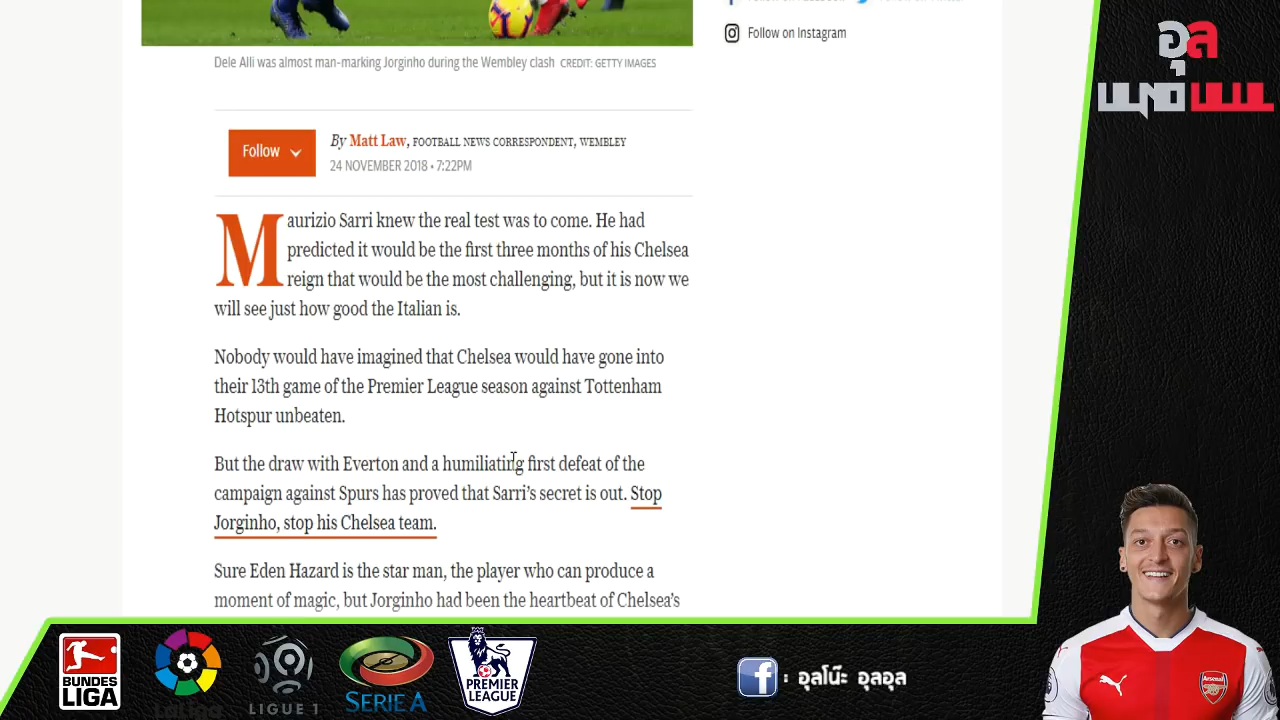 Follow on Instagram
Dele Alli was almost man-marking Jorginho during the Wembley clash CREDIT: GETTY IMAGES
Follow
By Matt Law, FOOTBALL NEWS CORRESPONDENT, WEMBLEY
24 NOVEMBER 2018 • 7:22PM
Maurizio Sarri knew the real test was to come. He had
predicted it would be the first three months of his Chelsea
reign that would be the most challenging, but it is now we
will see just how good the Italian is.
Nobody would have imagined that Chelsea would have gone into
their 13th game of the Premier League season against Tottenham
Hotspur unbeaten.
But the draw with Everton and a humiliating first defeat of the
campaign against Spurs has proved that Sarri's secret is out. Stop
Jorginho, stop his Chelsea team.
Sure Eden Hazard is the star man, the player who can produce a
moment of magic, but Jorginho had been the heartbeat of Chelsea's
อุล
BUNDES
LIGA
LIGUE 1
SERIE A
PREMIER
LEAGUE
f : อุลโน๊ะ อุลอุล
Arsenal